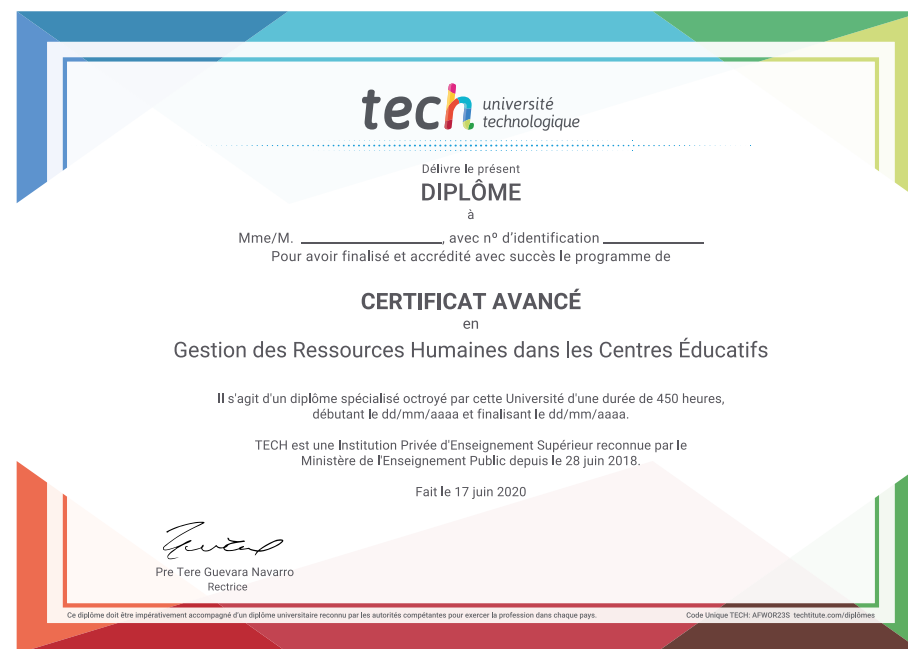 tech université
technologique
Délivre le présent
DIPLÔME
à
Mme/M. ____________________, avec nº d'identification ______________
Pour avoir finalisé et accrédité avec succès le programme de
CERTIFICAT AVANCÉ
en
Gestion des Ressources Humaines dans les Centres Éducatifs
Il s'agit d'un diplôme spécialisé octroyé par cette Université d'une durée de 450 heures,
débutant le dd/mm/aaaa et finalisant le dd/mm/aaaa.
TECH est une Institution Privée d'Enseignement Supérieur reconnue par le
Ministère de l'Enseignement Public depuis le 28 juin 2018.
Fait le 17 juin 2020
Pre Tere Guevara Navarro
Rectrice
Ce diplôme doit être impérativement accompagné d'un diplôme universitaire reconnu par les autorités compétentes pour exercer la profession dans chaque pays.
Code Unique TECH: AFWOR23S techtitute.com/diplômes